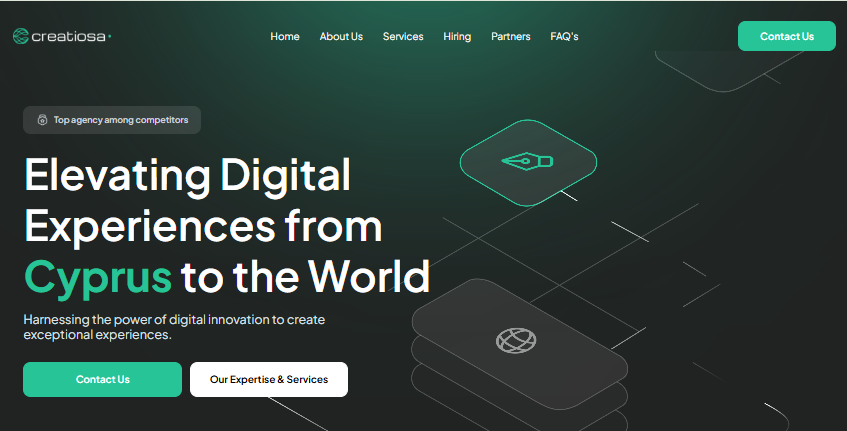 creatiosa
Home About Us Services Hiring Partners FAQ's Contact Us
Top agency among competitors
Elevating Digital
Experiences from
Cyprus to the World
Harnessing the power of digital innovation to create
exceptional experiences.
Contact Us Our Expertise & Services